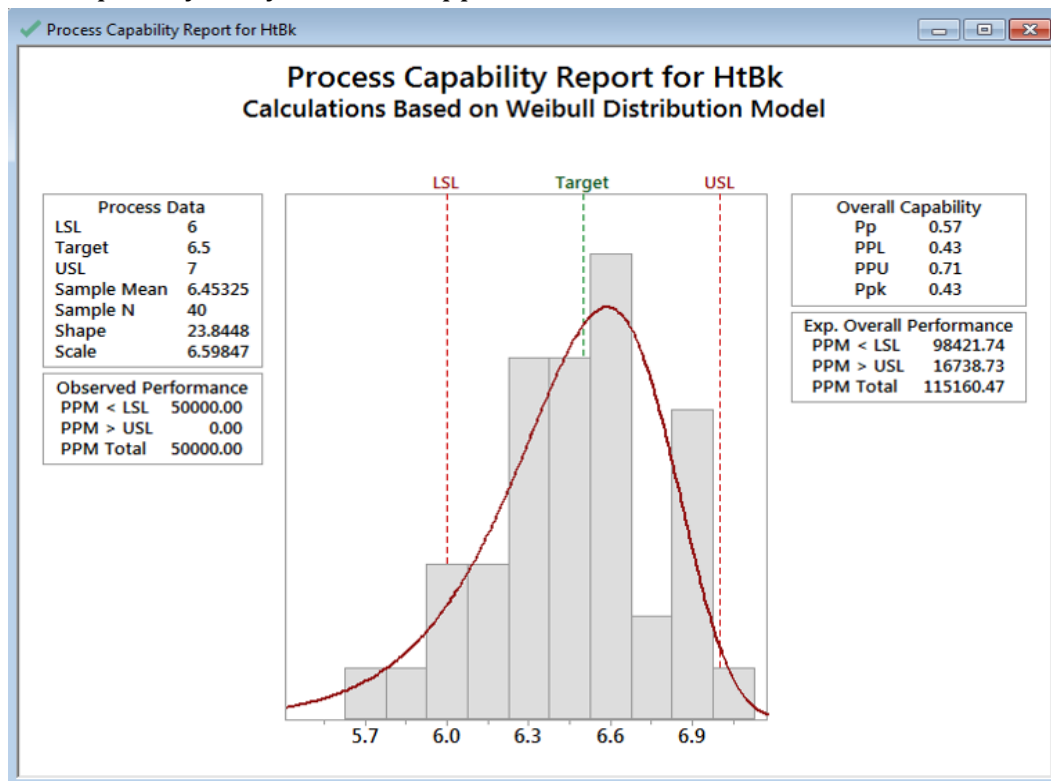 Process Capability Report for HtBk
Process Capability Report for HtBk
Calculations Based on Weibull Distribution Model
LSL Target USL
Process Data
LSL 6
Target 6.5
USL 7
Sample Mean 6.45325
Sample N 40
Shape 23.8448
Scale 6.59847
Observed Performance
PPM < LSL 50000.00
PPM > USL 0.00
PPM Total 50000.00
Overall Capability
Pp 0.57
PPL 0.43
PPU 0.71
Ppk 0.43
Exp. Overall Performance
PPM < LSL 98421.74
PPM > USL 16738.73
PPM Total 115160.47
5.7 6.0 6.3 6.6 6.9